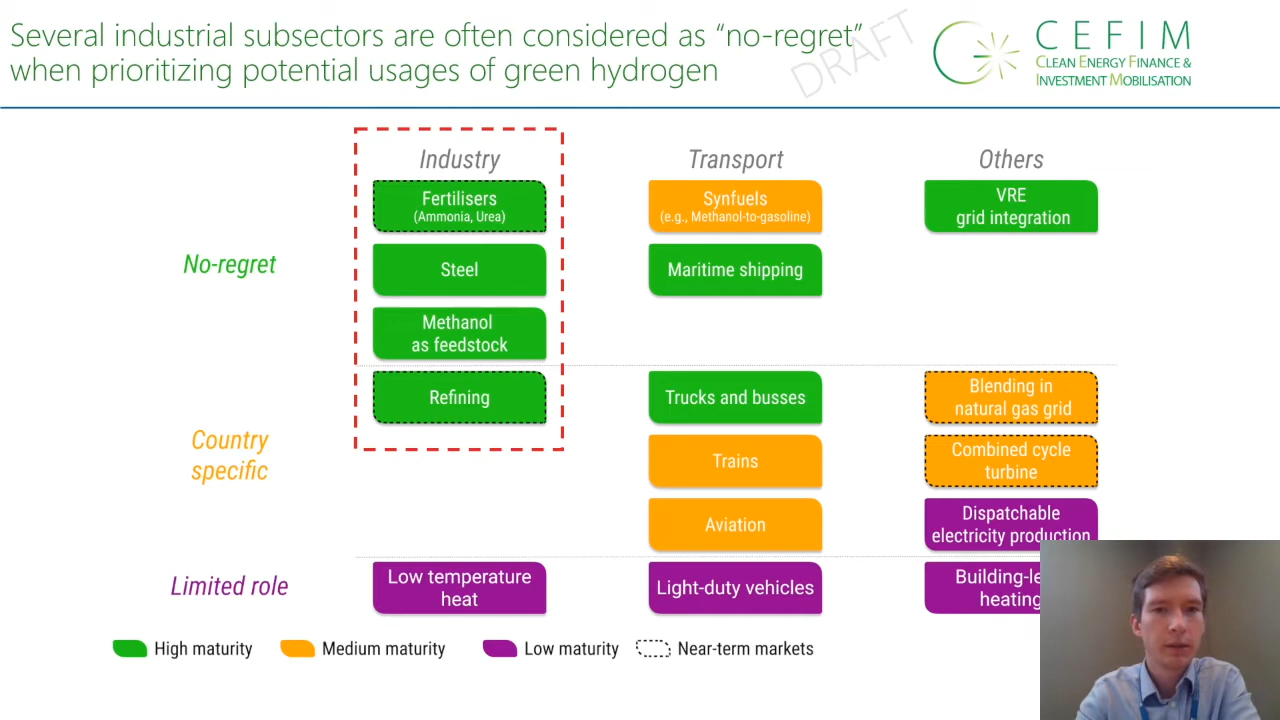 Several industrial subsectors are often considered as “no-regret”
when prioritizing potential usages of green hydrogen
DRAFT
CEFIM
CLEAN ENERGY FINANCE &
INVESTMENT MOBILISATION
Industry
Transport
Others
No-regret
Fertilisers
(Ammonia, Urea)
Synfuels
(e.g., Methanol-to-gasoline)
VRE
grid integration
Steel
Maritime shipping
Methanol
as feedstock
Country
specific
Refining
Trucks and busses
Blending in
natural gas grid
Trains
Combined cycle
turbine
Aviation
Dispatchable
electricity production
Limited role
Low temperature
heat
Light-duty vehicles
heating
High maturity
Medium maturity
Low maturity
Near-term markets